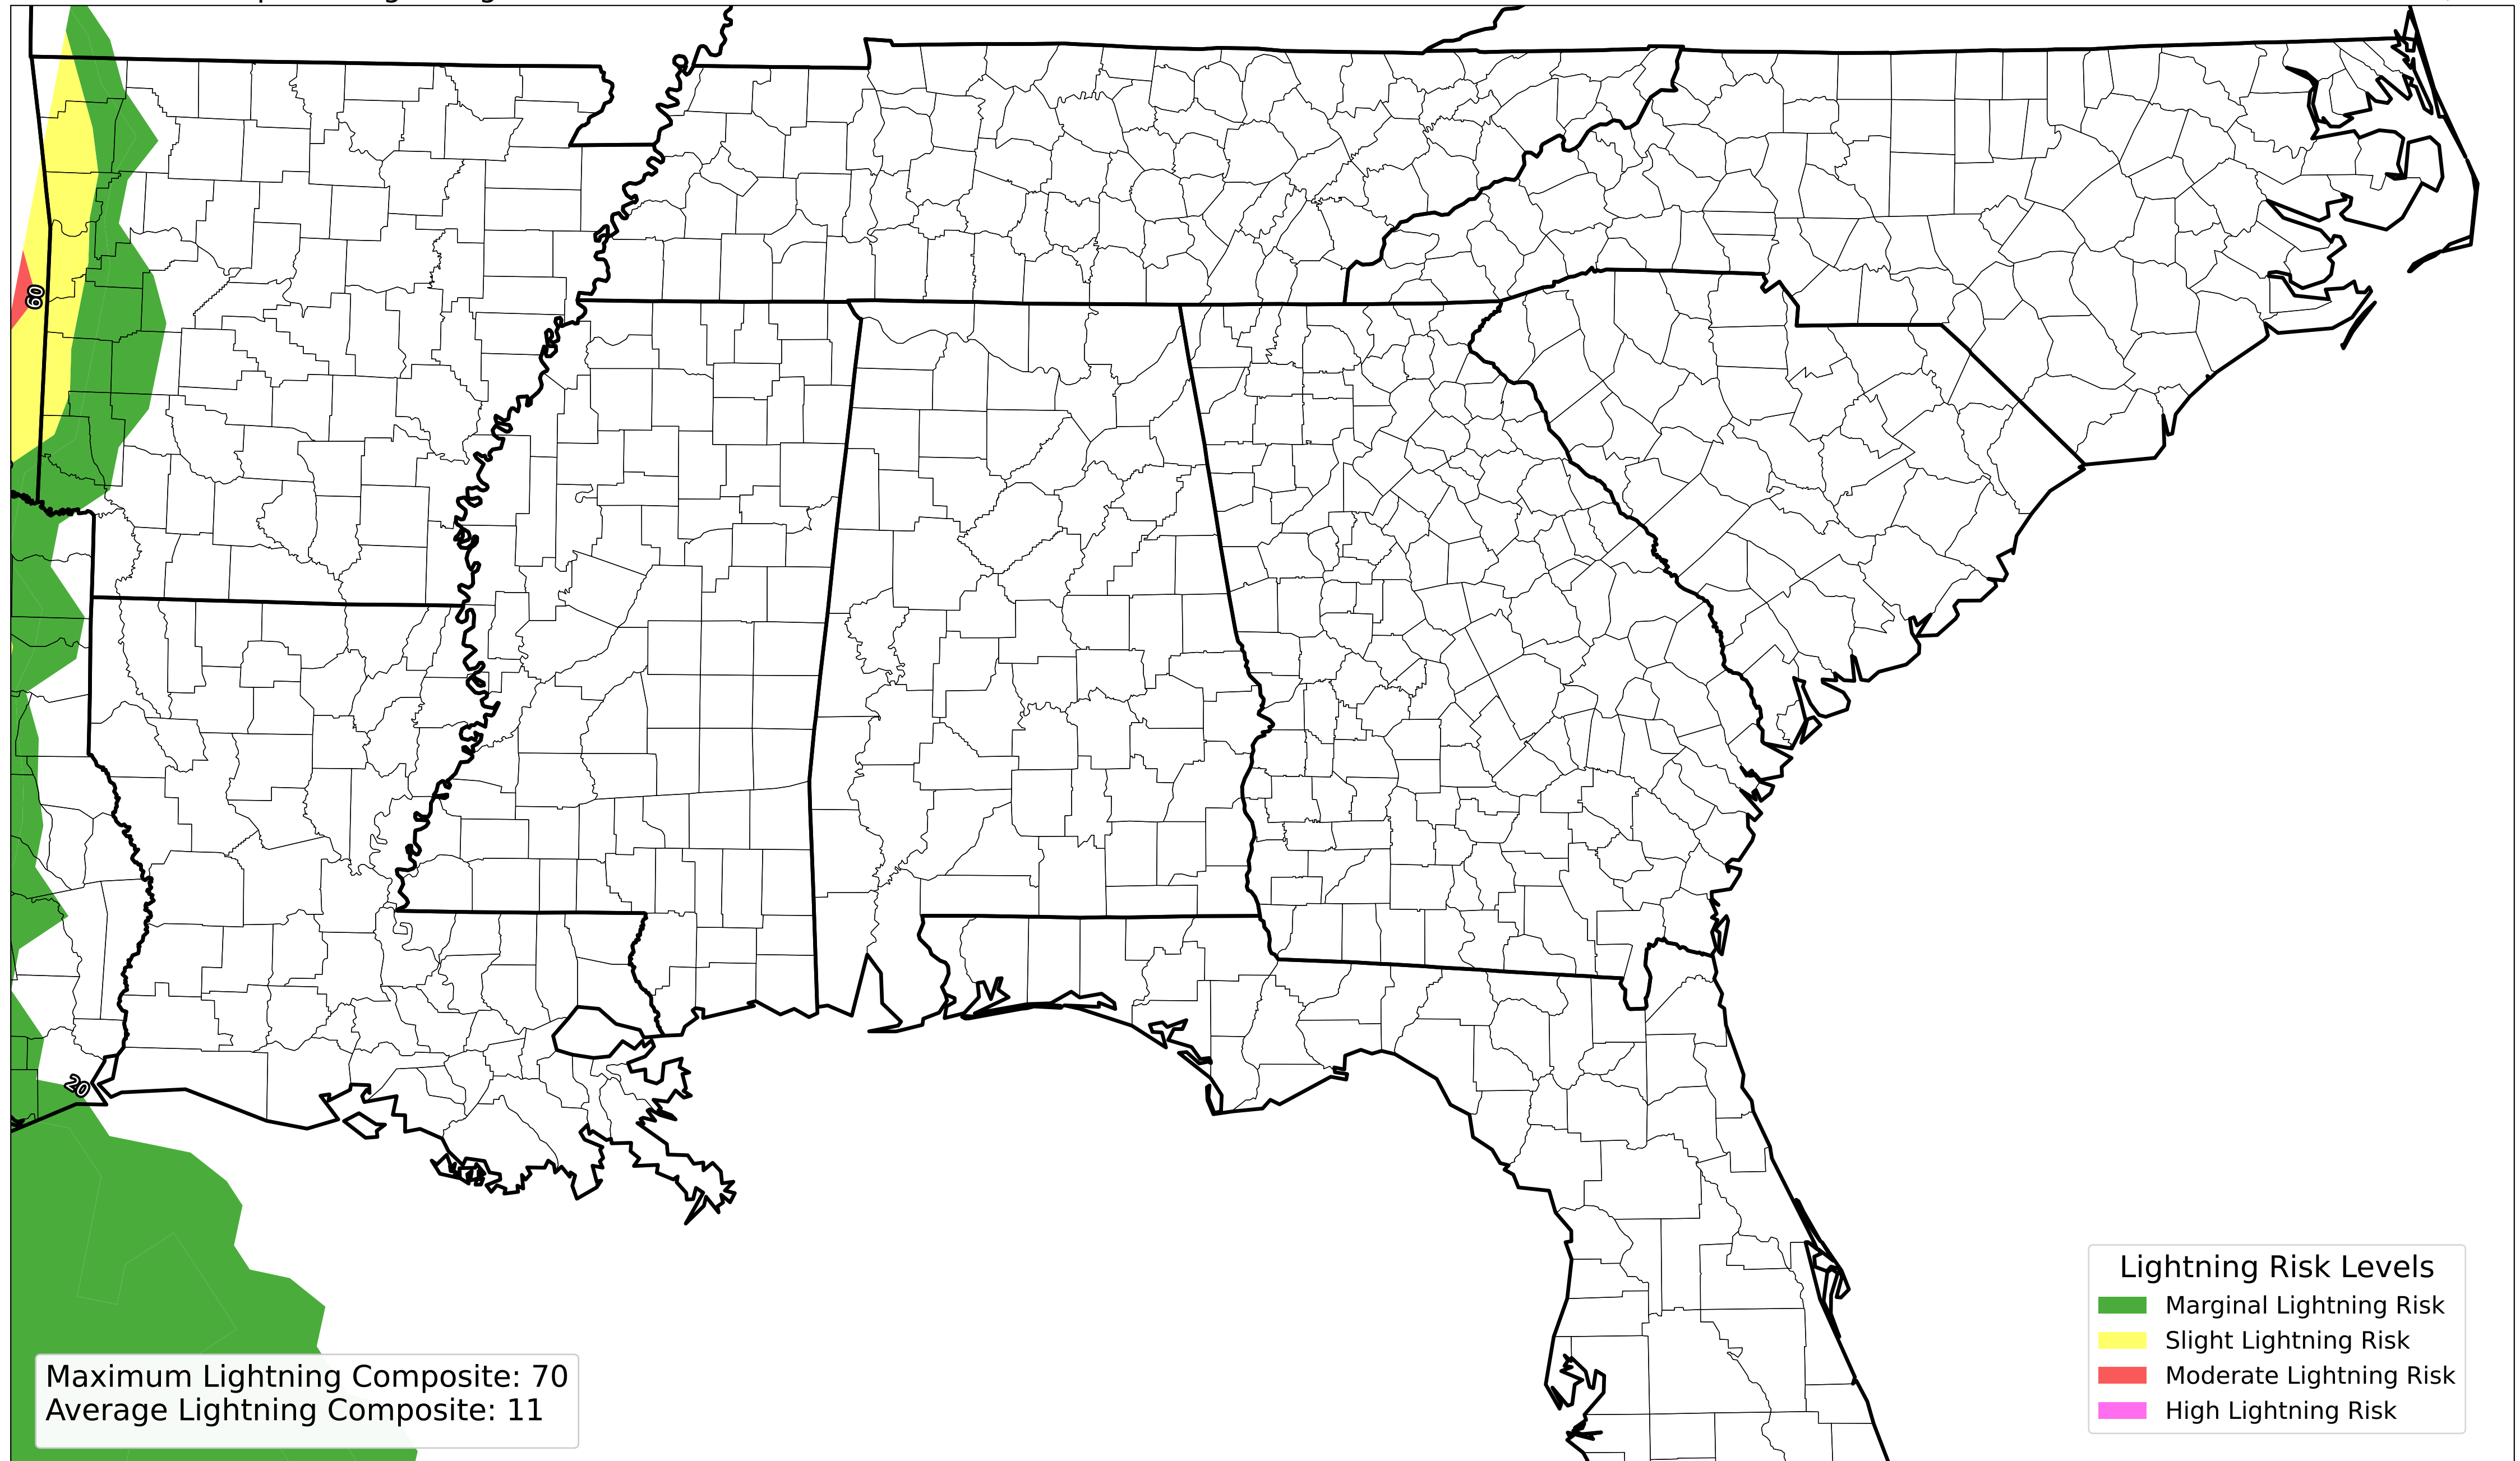 60
20
Maximum Lightning Composite: 70
Average Lightning Composite: 11
Lightning Risk Levels
Marginal Lightning Risk
Slight Lightning Risk
Moderate Lightning Risk
High Lightning Risk